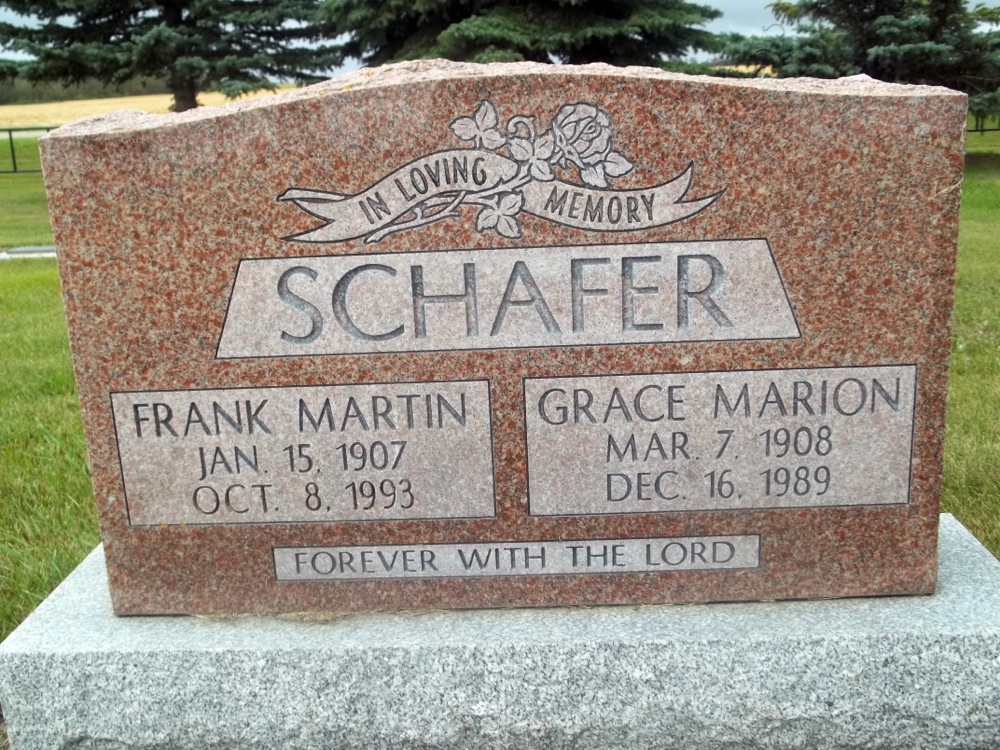 IN LOVING MEMORY
SCHAFER
FRANK MARTIN
JAN. 15, 1907
OCT. 8, 1993
GRACE MARION
MAR. 7, 1908
DEC. 16, 1989
FOREVER WITH THE LORD